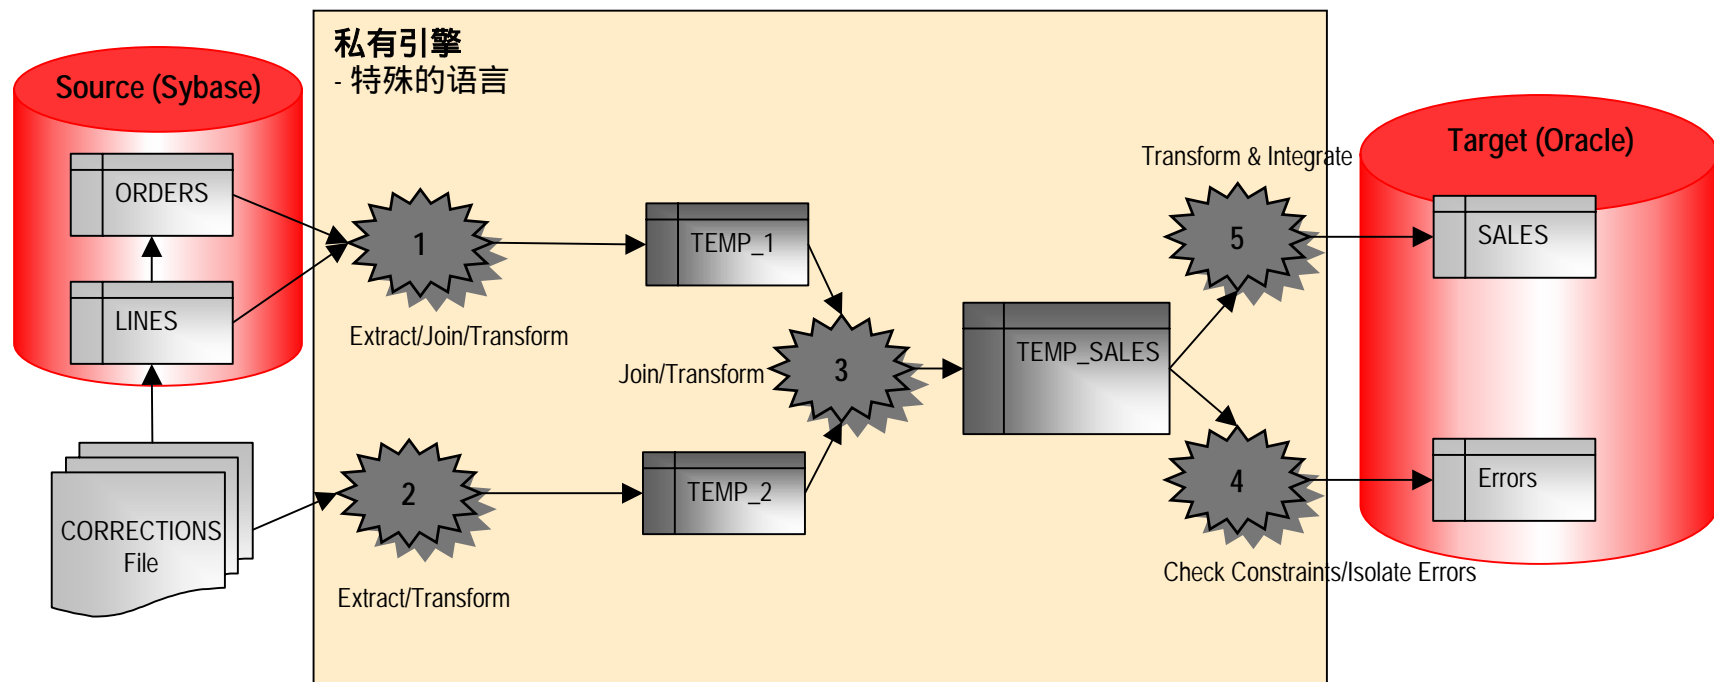 私有引擎
- 特殊的语言
Source (Sybase)
ORDERS
LINES
CORRECTIONS
File
1
Extract/Join/Transform
2
Extract/Transform
TEMP_1
TEMP_2
Join/Transform
3
TEMP_SALES
Transform & Integrate
5
4
Check Constraints/Isolate Errors
Target (Oracle)
SALES
Errors